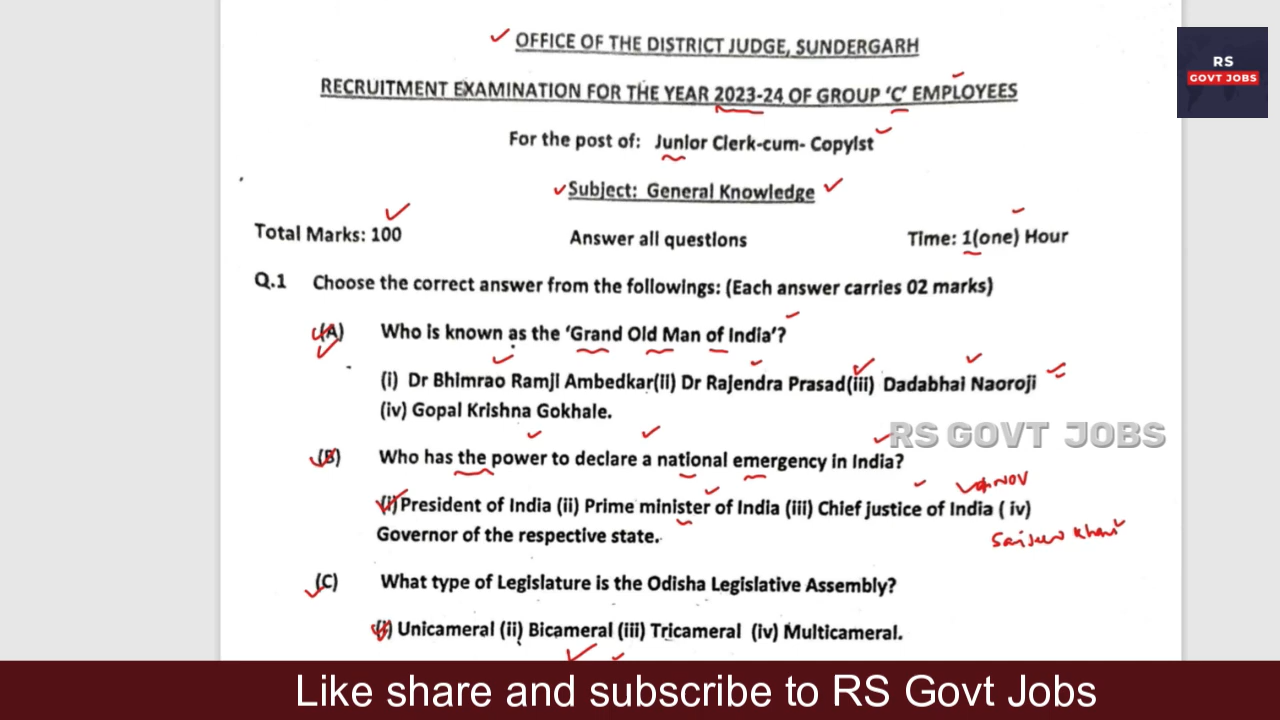 OFFICE OF THE DISTRICT JUDGE, SUNDERGARH
RS
GOVT JOBS
RECRUITMENT EXAMINATION FOR THE YEAR 2023-24 OF GROUP 'C' EMPLOYEES
For the post of: Junior Clerk-cum- Copyist
Subject: General Knowledge
Total Marks: 100 Answer all questions Time: 1(one) Hour
Q.1 Choose the correct answer from the followings: (Each answer carries 02 marks)
(A) Who is known as the 'Grand Old Man of India'?
(i) Dr Bhimrao Ramji Ambedkar(ii) Dr Rajendra Prasad(iii) Dadabhai Naoroji
(iv) Gopal Krishna Gokhale.
RS GOVT JOBS
(B) Who has the power to declare a national emergency in India?
NOV
(i) President of India (ii) Prime minister of India (iii) Chief justice of India ( iv)
Governor of the respective state.
(C) What type of Legislature is the Odisha Legislative Assembly?
(i) Unicameral (ii) Bicameral (iii) Tricameral (iv) Multicameral.
Like share and subscribe to RS Govt Jobs